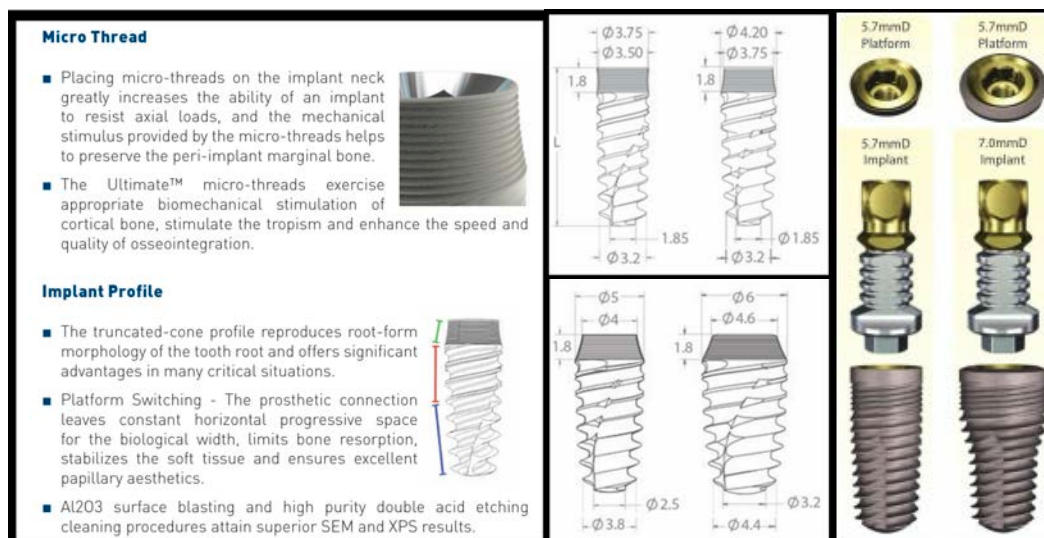 Micro Thread
■ Placing micro-threads on the implant neck
greatly increases the ability of an implant
to resist axial loads, and the mechanical
stimulus provided by the micro-threads helps
to preserve the peri-implant marginal bone.
■ The Ultimate™ micro-threads exercise
appropriate biomechanical stimulation of
cortical bone, stimulate the tropism and enhance the speed and
quality of osseointegration.
Implant Profile
■ The truncated-cone profile reproduces root-form
morphology of the tooth root and offers significant
advantages in many critical situations.
■ Platform Switching - The prosthetic connection
leaves constant horizontal progressive space
for the biological width, limits bone resorption,
stabilizes the soft tissue and ensures excellent
papillary aesthetics.
■ Al2O3 surface blasting and high purity double acid etching
cleaning procedures attain superior SEM and XPS results.
Ø3.75 Ø4.20
Ø3.50 Ø3.75
1.8 1.8
L
1.85 Ø1.85
Ø3.2 Ø3.2
Ø5 Ø6
Ø4 Ø4.6
1.8 1.8
Ø2.5 Ø3.2
Ø3.8 Ø4.4
5.7mmD 5.7mmD
Platform Platform
5.7mmD 7.0mmD
Implant Implant